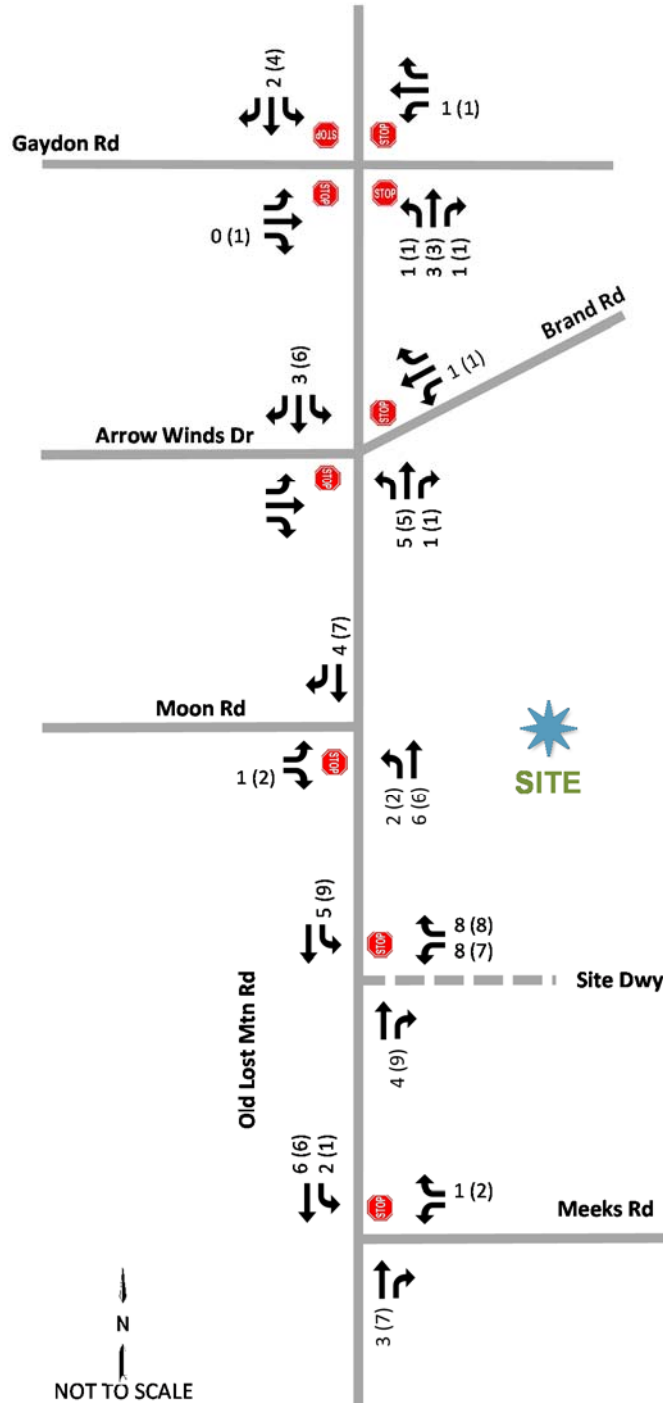 2 (4)
1 (1)
STOP
STOP
Gaydon Rd
STOP
STOP
0 (1)
1 (1)
3 (3)
1 (1)
Brand Rd
3 (6)
1 (1)
STOP
Arrow Winds Dr
STOP
5 (5)
1 (1)
4 (7)
Moon Rd
1 (2)
STOP
2 (2)
6 (6)
SITE
5 (9)
STOP
8 (8)
8 (7)
Site Dwy
Old Lost Mtn Rd
4 (9)
6 (6)
2 (1)
STOP
1 (2)
Meeks Rd
3 (7)
N
NOT TO SCALE